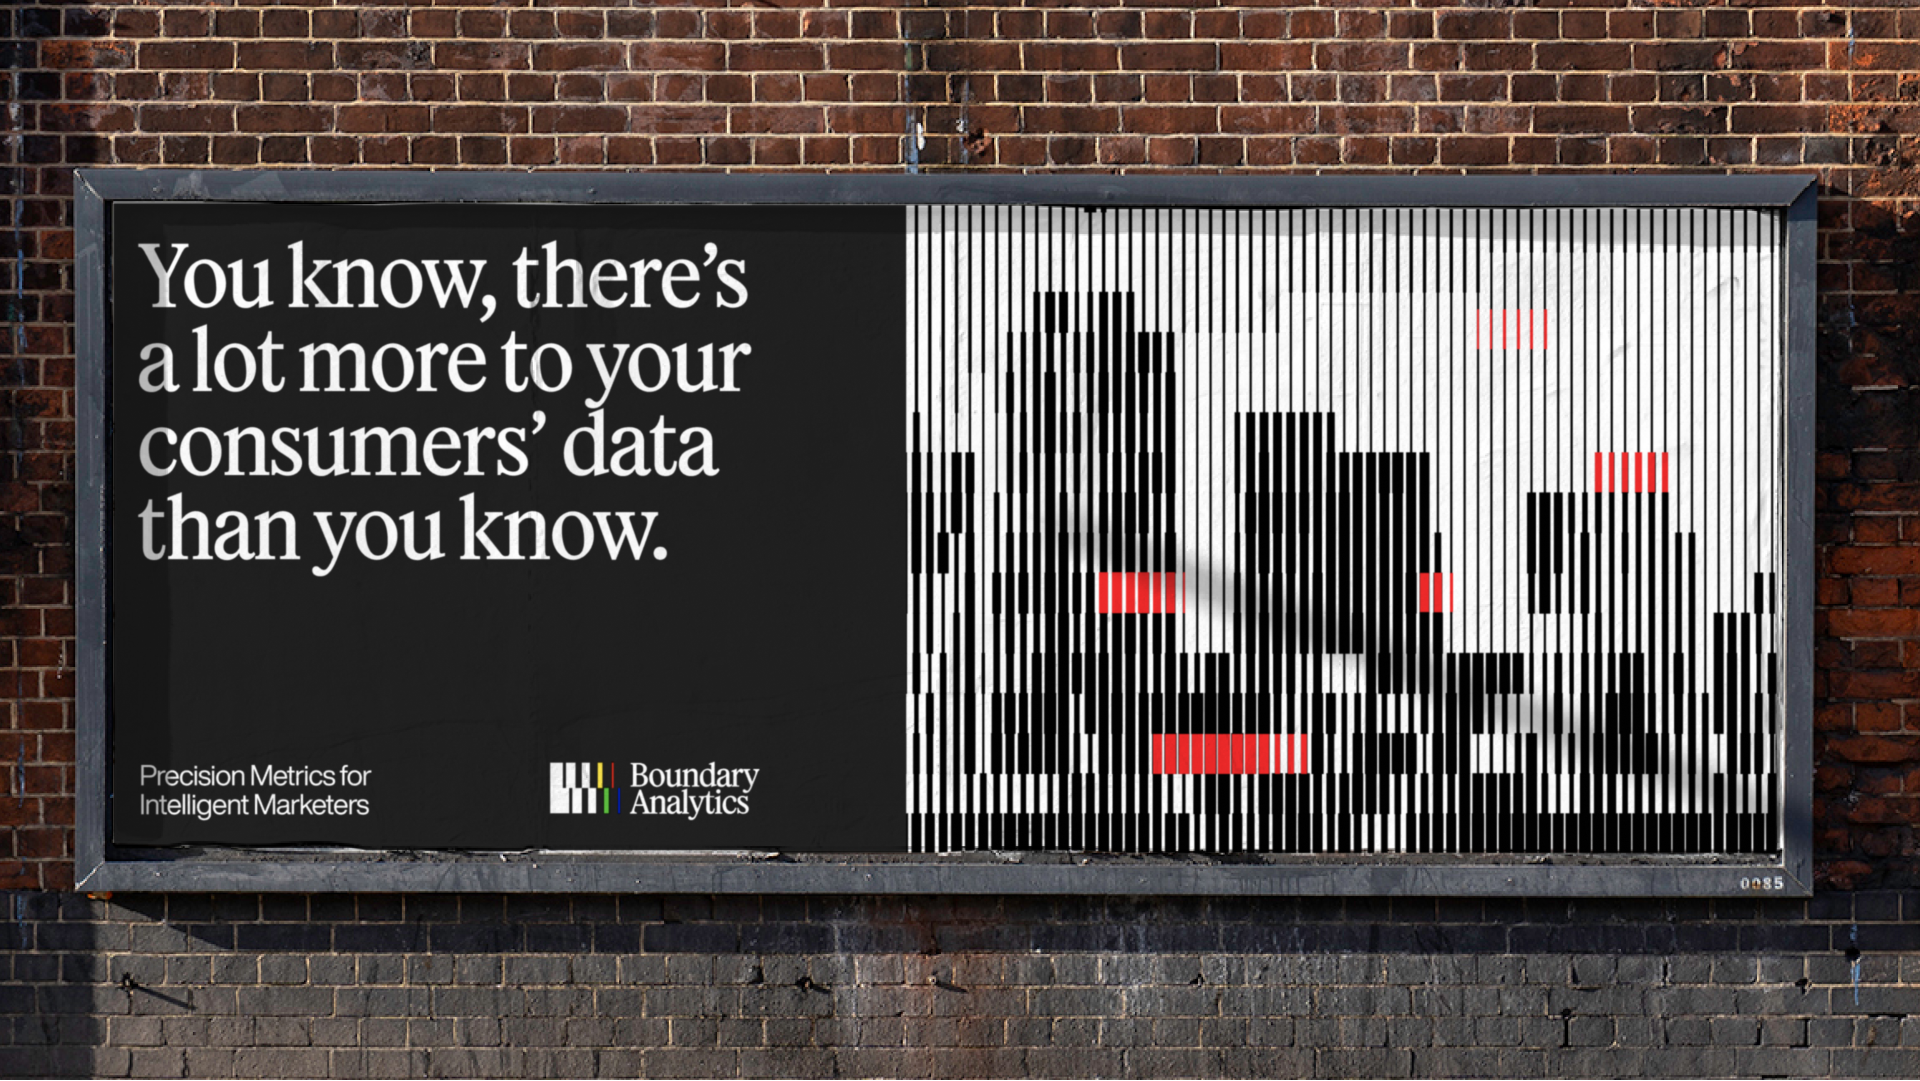 You know, there’s
a lot more to your
consumers’ data
than you know.
Precision Metrics for
Intelligent Marketers
Boundary
Analytics
0085